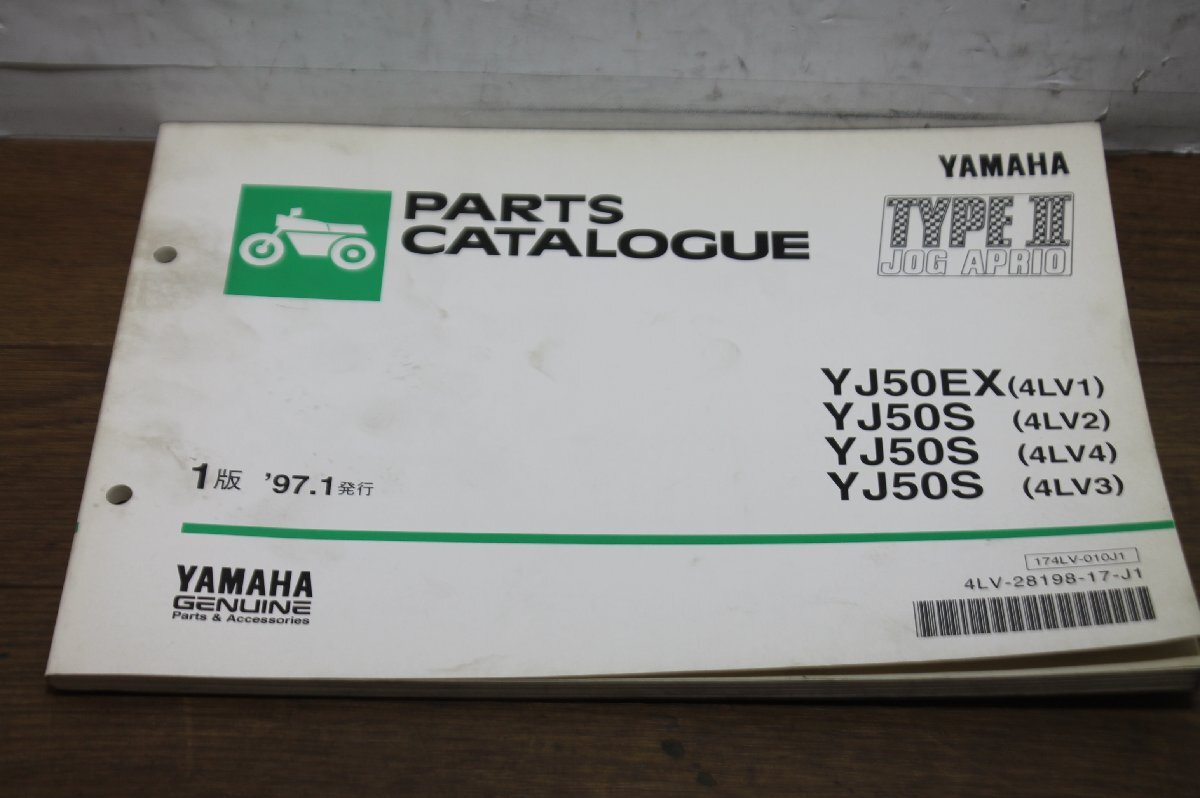 YAMAHA
PARTS
CATALOGUE
TYPE II
JOG APRIO
YJ50EX (4LV1)
YJ50S (4LV2)
YJ50S (4LV4)
YJ50S (4LV3)
1版 '97.1発行
174LV-010J1
4LV-28198-17-J1
YAMAHA
GENUINE
Parts & Accessories